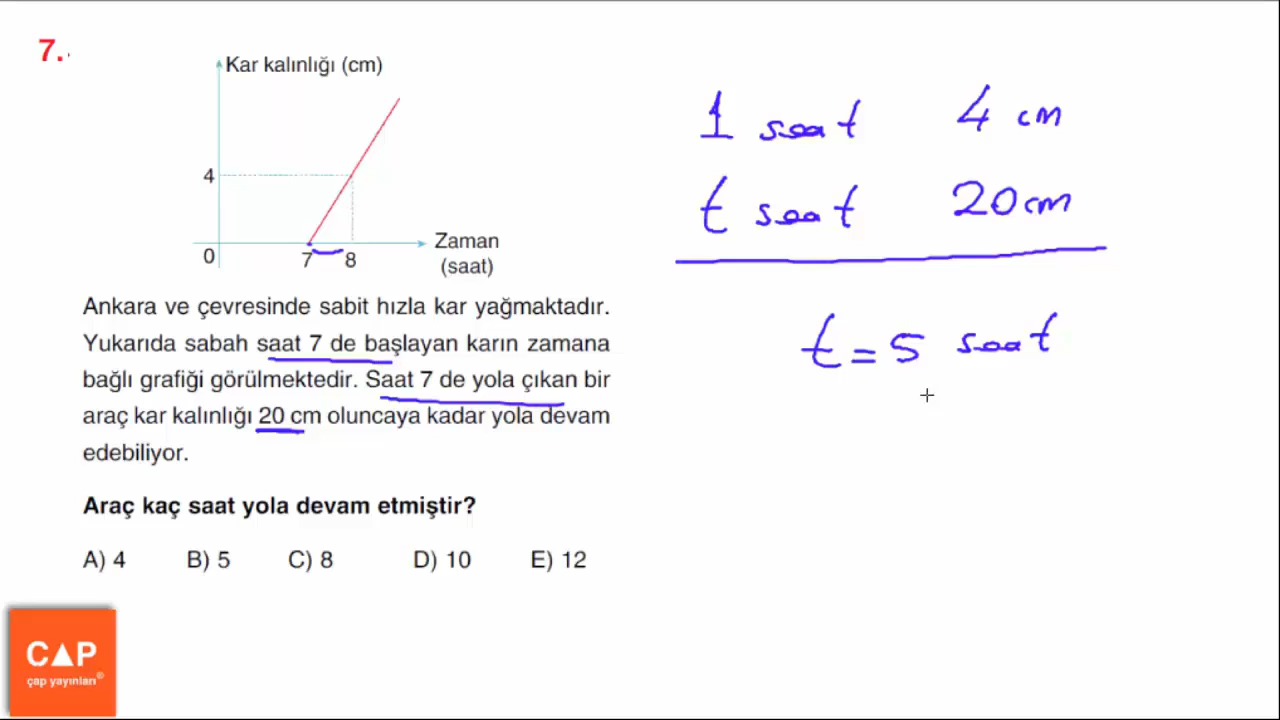 7.
Kar kalınlığı (cm)
4
0
7 8
Zaman
(saat)
Ankara ve çevresinde sabit hızla kar yağmaktadır.
Yukarıda sabah saat 7 de başlayan karın zamana
bağlı grafiği görülmektedir. Saat 7 de yola çıkan bir
araç kar kalınlığı 20 cm oluncaya kadar yola devam
edebiliyor.
Araç kaç saat yola devam etmiştir?
A) 4 B) 5 C) 8 D) 10 E) 12
1 saat 4 cm
t saat 20 cm
t = 5 saat
ÇAP
çap yayınları®